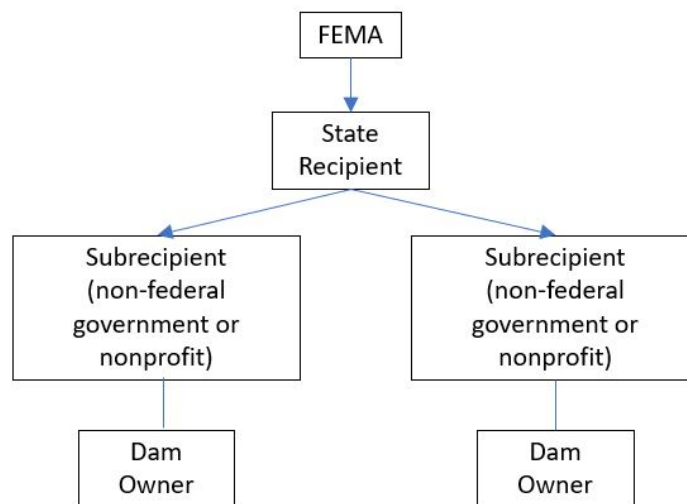 FEMA
State
Recipient
Subrecipient
(non-federal
government or
nonprofit)
Subrecipient
(non-federal
government or
nonprofit)
Dam
Owner
Dam
Owner